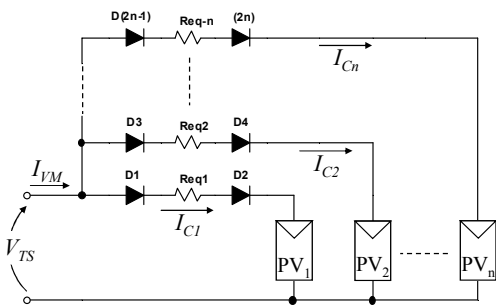 D(2n-1) Req-n (2n)
I_Cn
D3 Req2 D4
I_VM
I_C2
D1 Req1 D2
I_C1
V_TS
PV_1 PV_2 PV_n